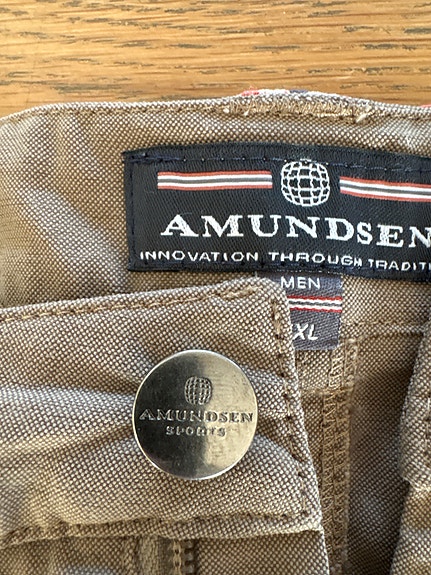 AMUNDSEN
INNOVATION THROUGH TRADITI
MEN
XL
AMUNDSEN
SPORTS